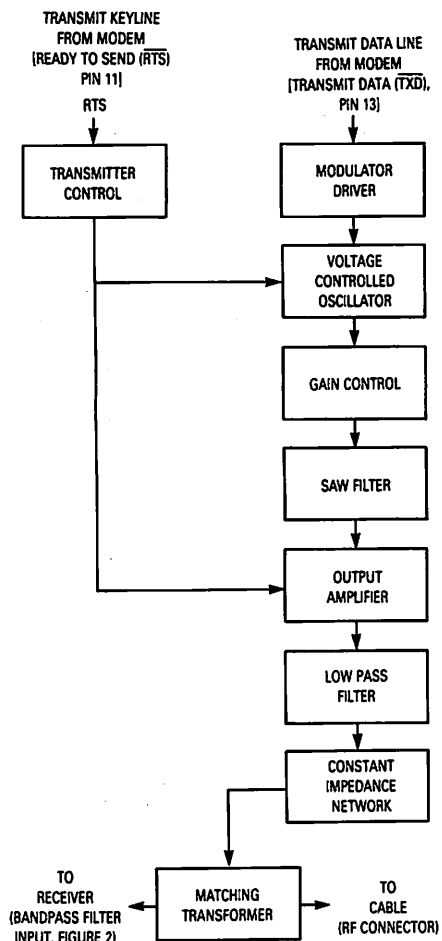 TRANSMIT KEYLINE
FROM MODEM
[READY TO SEND (RTS)
PIN 11]
RTS
TRANSMITTER
CONTROL
TRANSMIT DATA LINE
FROM MODEM
[TRANSMIT DATA (TXD),
PIN 13]
MODULATOR
DRIVER
VOLTAGE
CONTROLLED
OSCILLATOR
GAIN CONTROL
SAW FILTER
OUTPUT
AMPLIFIER
LOW PASS
FILTER
CONSTANT
IMPEDANCE
NETWORK
TO
RECEIVER
(BANDPASS FILTER
INPUT, FIGURE 2)
MATCHING
TRANSFORMER
TO
CABLE
(RF CONNECTOR)